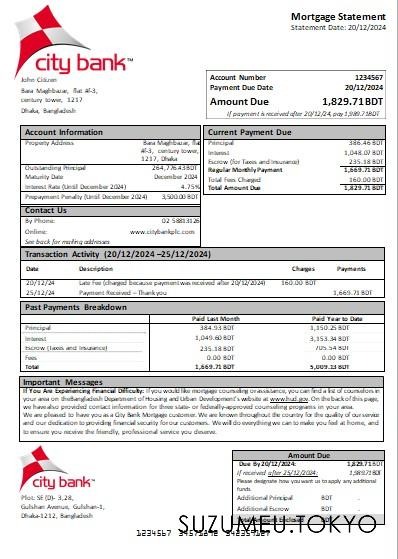 Mortgage Statement
Statement Date: 20/12/2024
city bank™
John Citizen
Bara Maghbazar, flat #f-3,
century tower, 1217
Dhaka, Bangladesh
Account Number 1234567
Payment Due Date 20/12/2024
Amount Due 1,829.71BDT
If payment is received after 20/12/24, pay 1,989.71BDT
Account Information
Property Address Bara Maghbazar, flat
#f-3, century tower,
1217, Dhaka
Outstanding Principal 264,776.43BDT
Maturity Date December 2024
Interest Rate (Until December 2024) 4.75%
Prepayment Penalty (Until December 2024) 3,500.00BDT
Current Payment Due
Principal 386.46 BDT
Interest 1,048.07 BDT
Escrow (for Taxes and Insurance) 235.18 BDT
Regular Monthly Payment 1,669.71 BDT
Total Fees Charged 160.00 BDT
Total Amount Due 1,829.71 BDT
Contact Us
By Phone: 02 58813126
Online: www.citybankplc.com
See back for mailing addresses
Transaction Activity (20/12/2024 –25/12/2024)
Date Description Charges Payments
20/12/24 Late Fee (charged because payment was received after 20/12/2024) 160.00 BDT
25/12/24 Payment Received – Thank you 1,669.71 BDT
Past Payments Breakdown
Paid Last Month Paid Year to Date
Principal 384.93 BDT 1,150.25 BDT
Interest 1,049.60 BDT 3,153.34 BDT
Escrow (Taxes and Insurance) 235.18 BDT 705.54 BDT
Fees 0.00 BDT 0.00 BDT
Total 1,669.71 BDT 5,009.13 BDT
Important Messages
If You Are Experiencing Financial Difficulty: If you would like mortgage counseling or assistance, you can find a list of counselors in
your area on the Bangladesh Department of Housing and Urban Development's website at www.hud.gov. On the back of this page,
we have also provided contact information for three state- or federally-approved counseling programs in your area.
We are pleased to have you as a City Bank Mortgage customer. We are known throughout the country for the quality of our service
and our dedication to providing financial security for our customers. We will do everything we can to make you feel at home, and
to ensure you receive the friendly, professional service you deserve.
city bank™
Plot: SE (D)- 3,28,
Gulshan Avenue, Gulshan-1,
Dhaka-1212, Bangladesh
Amount Due
Due By 20/12/2024: 1,829.71 BDT
If received after 25/12/2024: 1,989.71 BDT
Please designate how you want us to apply any additional
funds.
Additional Principal BDT .
Additional Escrow BDT .
Total Amount Enclosed BDT
SUZUMEU.TOKYO
1234567